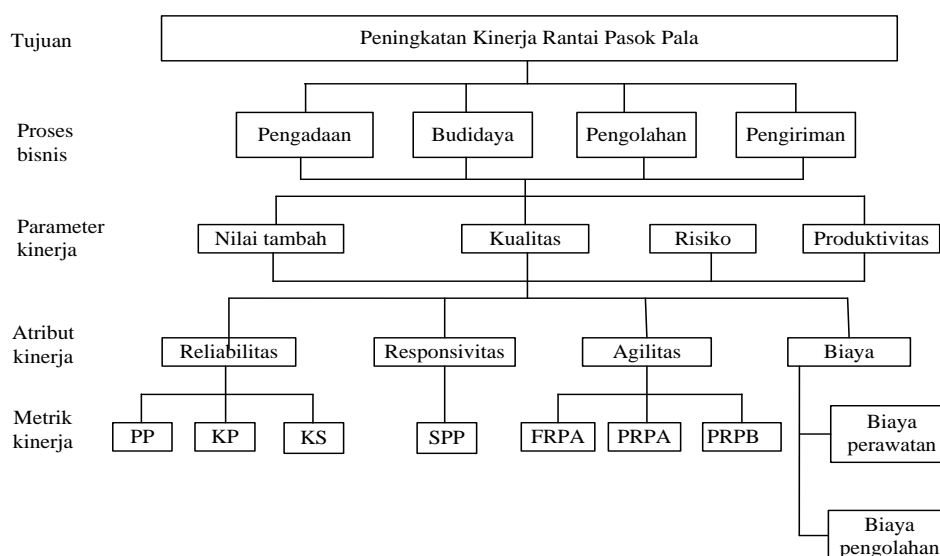 Tujuan
Peningkatan Kinerja Rantai Pasok Pala
Proses
bisnis
Pengadaan
Budidaya
Pengolahan
Pengiriman
Parameter
kinerja
Nilai tambah
Kualitas
Risiko
Produktivitas
Atribut
kinerja
Reliabilitas
Responsivitas
Agilitas
Biaya
Metrik
kinerja
PP
KP
KS
SPP
FRPA
PRPA
PRPB
Biaya
perawatan
Biaya
pengolahan